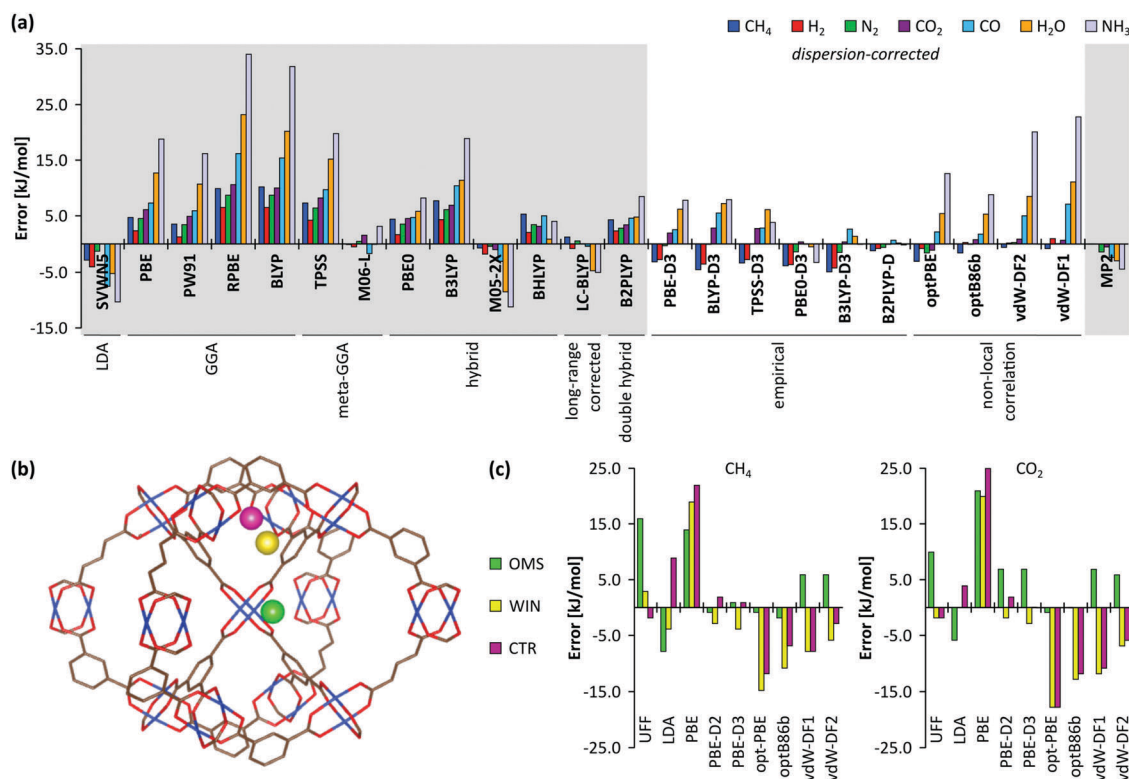 (a)
CH₄ H₂ N₂ CO₂ CO H₂O NH₃
dispersion-corrected
Error [kJ/mol]
35.0
25.0
15.0
5.0
-5.0
-15.0
SVWN5
PBE
PW91
RPBE
BLYP
TPSS
M06-L
PBE0
B3LYP
M05-2X
BHLYP
LC-BLYP
B2PLYP
PBE-D3
BLYP-D3
TPSS-D3
PBE0-D3
B3LYP-D3
B2PLYP-D
optPBE
optB86b
vdW-DF2
vdW-DF1
MP2
LDA
GGA
meta-GGA
hybrid
long-range
corrected
double hybrid
empirical
non-local
correlation
(b)
OMS
WIN
CTR
(c)
CH₄
Error [kJ/mol]
25.0
15.0
5.0
-5.0
-15.0
-25.0
UFF
LDA
PBE
PBE-D2
PBE-D3
opt-PBE
optB86b
vdW-DF1
vdW-DF2
CO₂
Error [kJ/mol]
25.0
15.0
5.0
-5.0
-15.0
-25.0
UFF
LDA
PBE
PBE-D2
PBE-D3
opt-PBE
optB86b
vdW-DF1
vdW-DF2